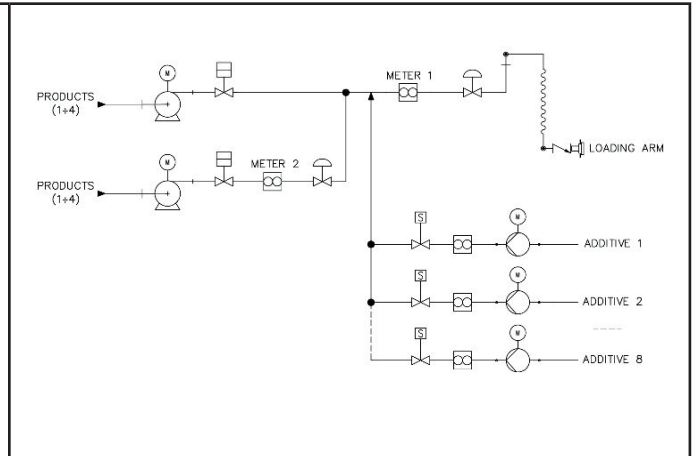 M
METER 1
PRODUCTS
(1÷4)
LOADING ARM
M
METER 2
PRODUCTS
(1÷4)
S
M
ADDITIVE 1
S
M
ADDITIVE 2
S
M
ADDITIVE 8